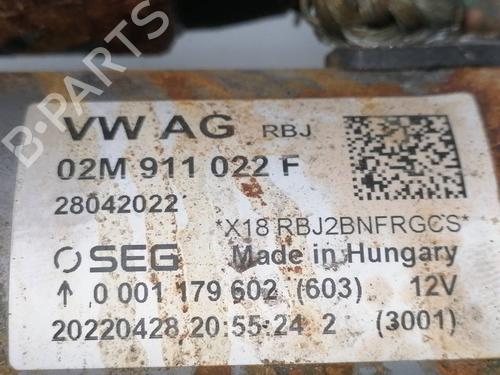 B-PARTS
VW AG RBJ
02M 911 022 F
28042022
*X18 RBJ2BNFRGCS*
SEG Made in Hungary
↑ 0 001 179 602 (603) 12V
20220428 20:55-24 2 (3001)